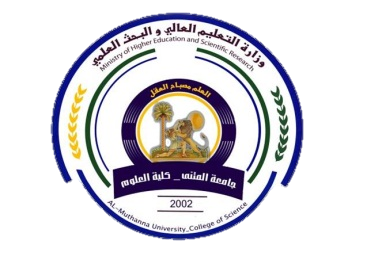 وزارة التعليم العالي و البحث العلمي
Ministry of Higher Education and Scientific Research
العلم مصباح العقل
جامعة المثنى _ كلية العلوم
2002
AL-Muthanna University_College of Science